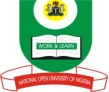 WORK & LEARN
NATIONAL OPEN UNIVERSITY OF NIGERIA